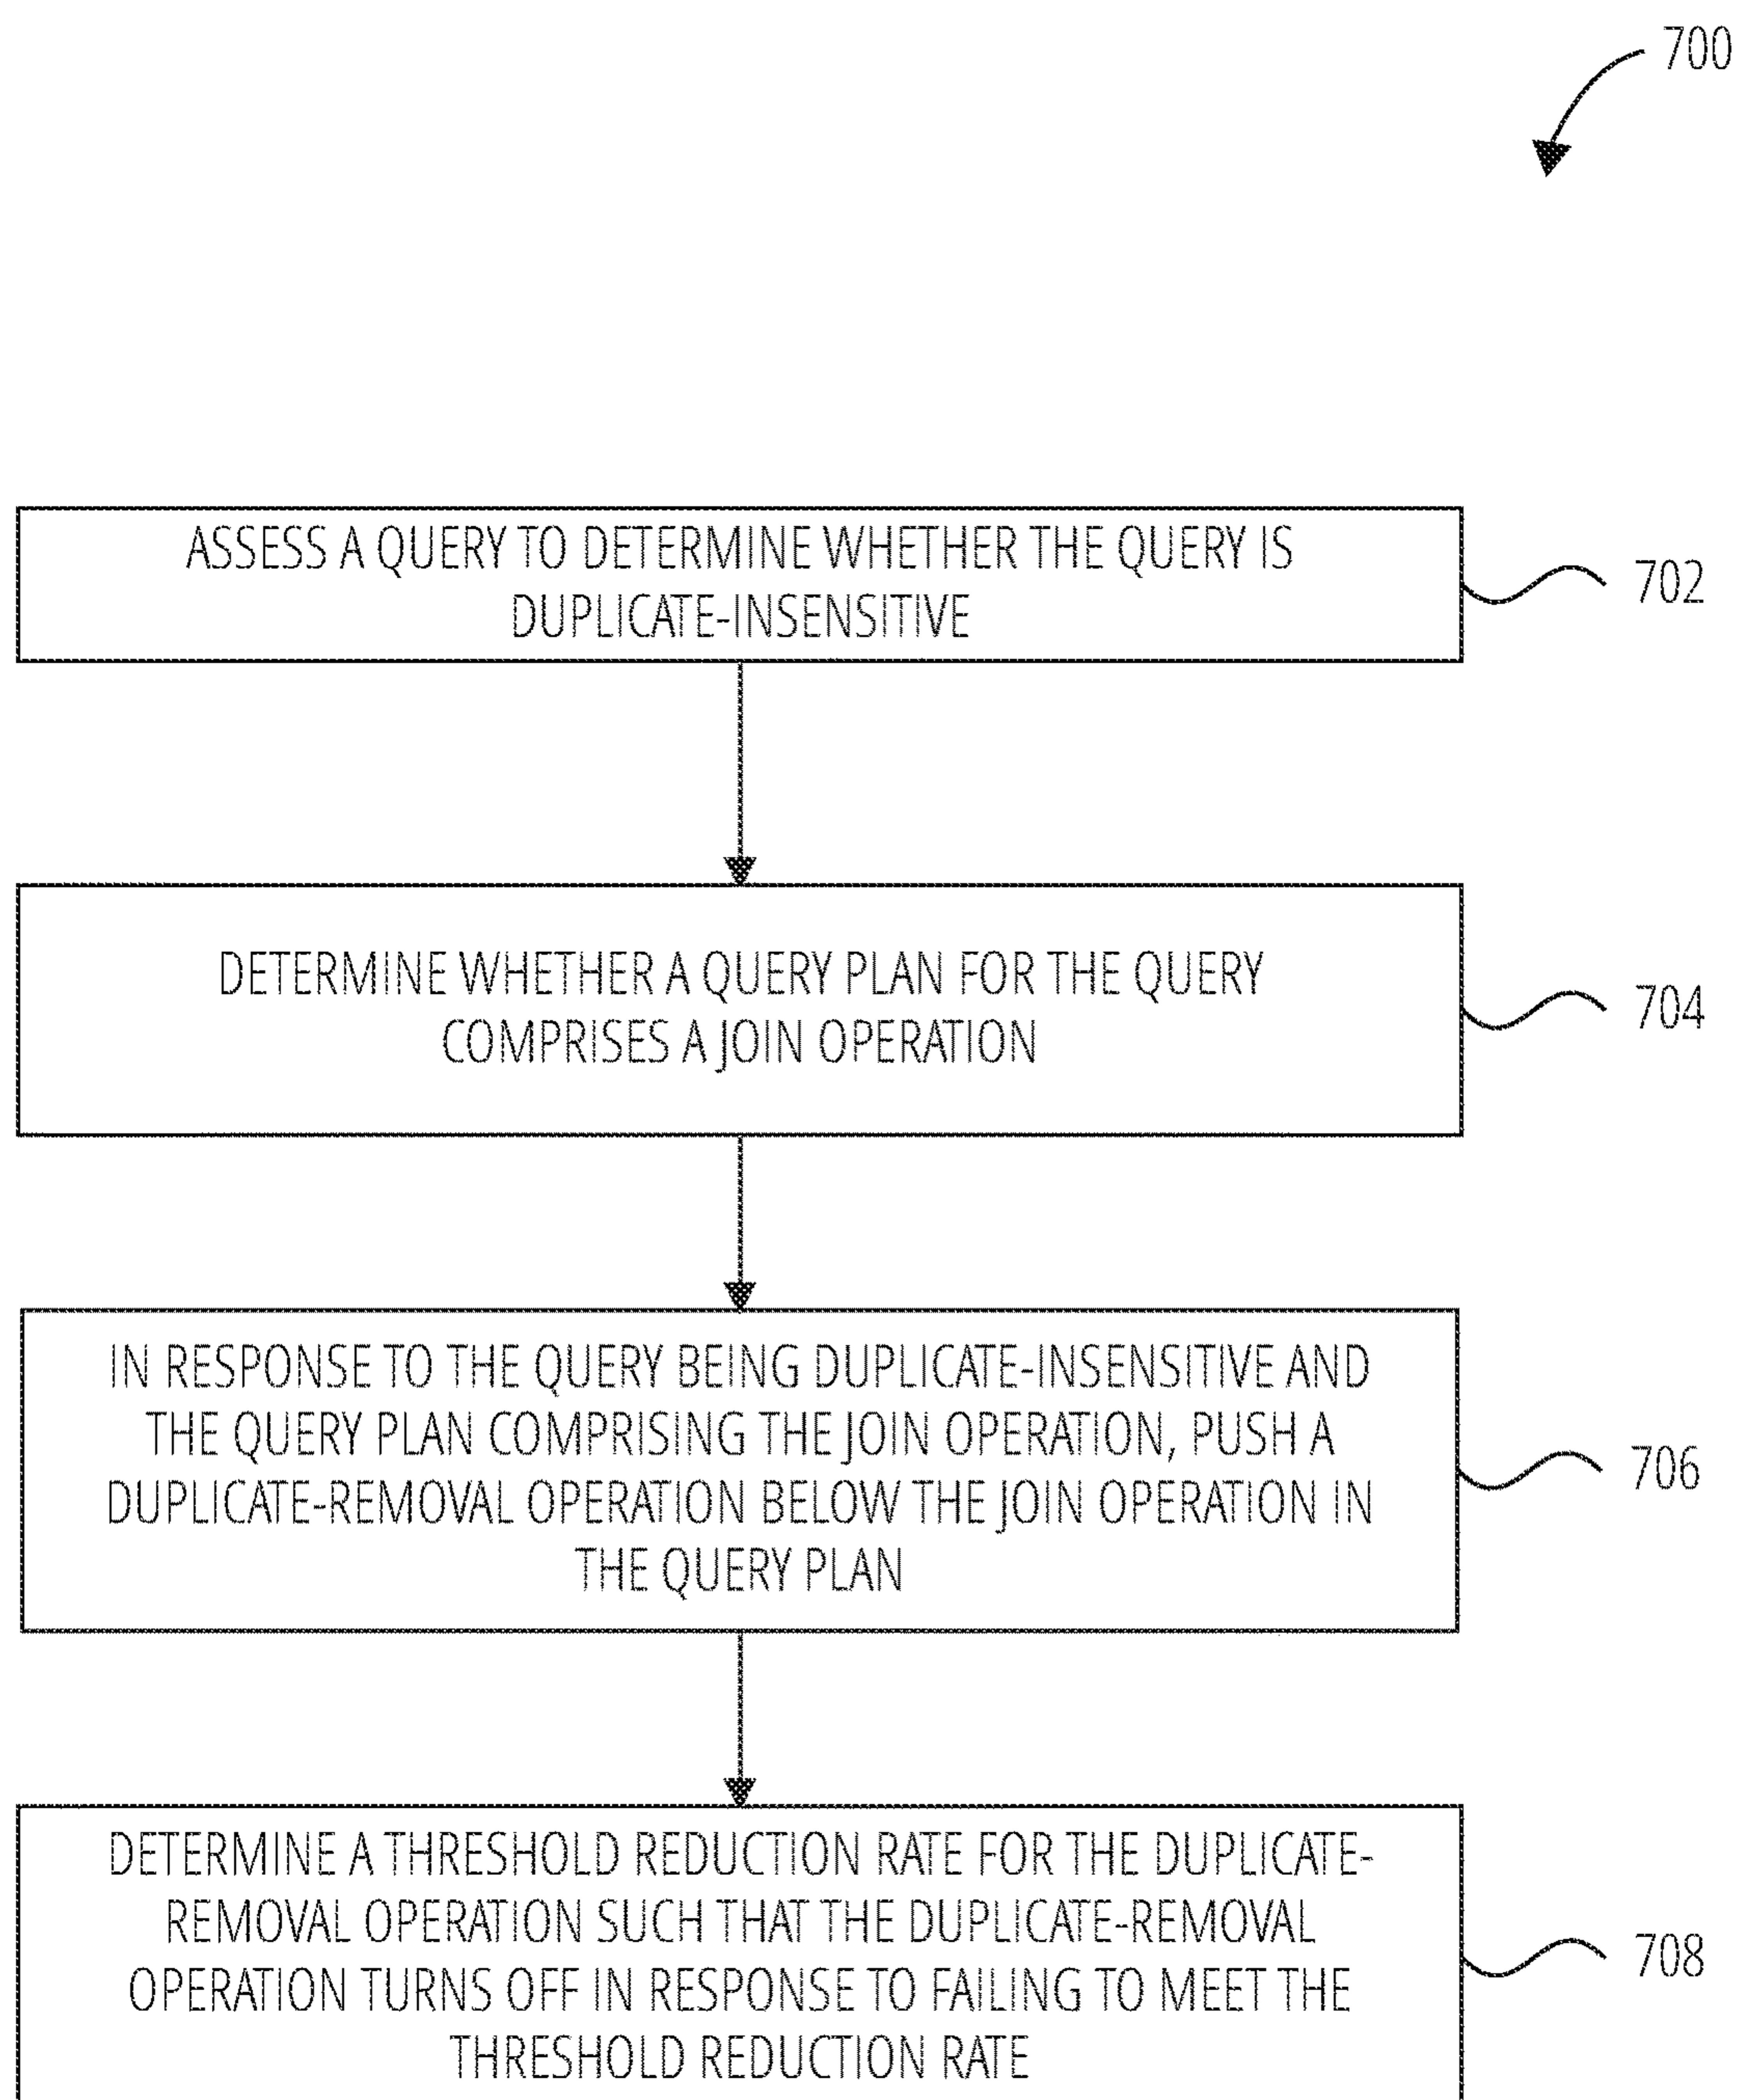 700
ASSESS A QUERY TO DETERMINE WHETHER THE QUERY IS
DUPLICATE-INSENSITIVE
702
DETERMINE WHETHER A QUERY PLAN FOR THE QUERY
COMPRISES A JOIN OPERATION
704
IN RESPONSE TO THE QUERY BEING DUPLICATE-INSENSITIVE AND
THE QUERY PLAN COMPRISING THE JOIN OPERATION, PUSH A
DUPLICATE-REMOVAL OPERATION BELOW THE JOIN OPERATION IN
THE QUERY PLAN
706
DETERMINE A THRESHOLD REDUCTION RATE FOR THE DUPLICATE-
REMOVAL OPERATION SUCH THAT THE DUPLICATE-REMOVAL
OPERATION TURNS OFF IN RESPONSE TO FAILING TO MEET THE
THRESHOLD REDUCTION RATE
708